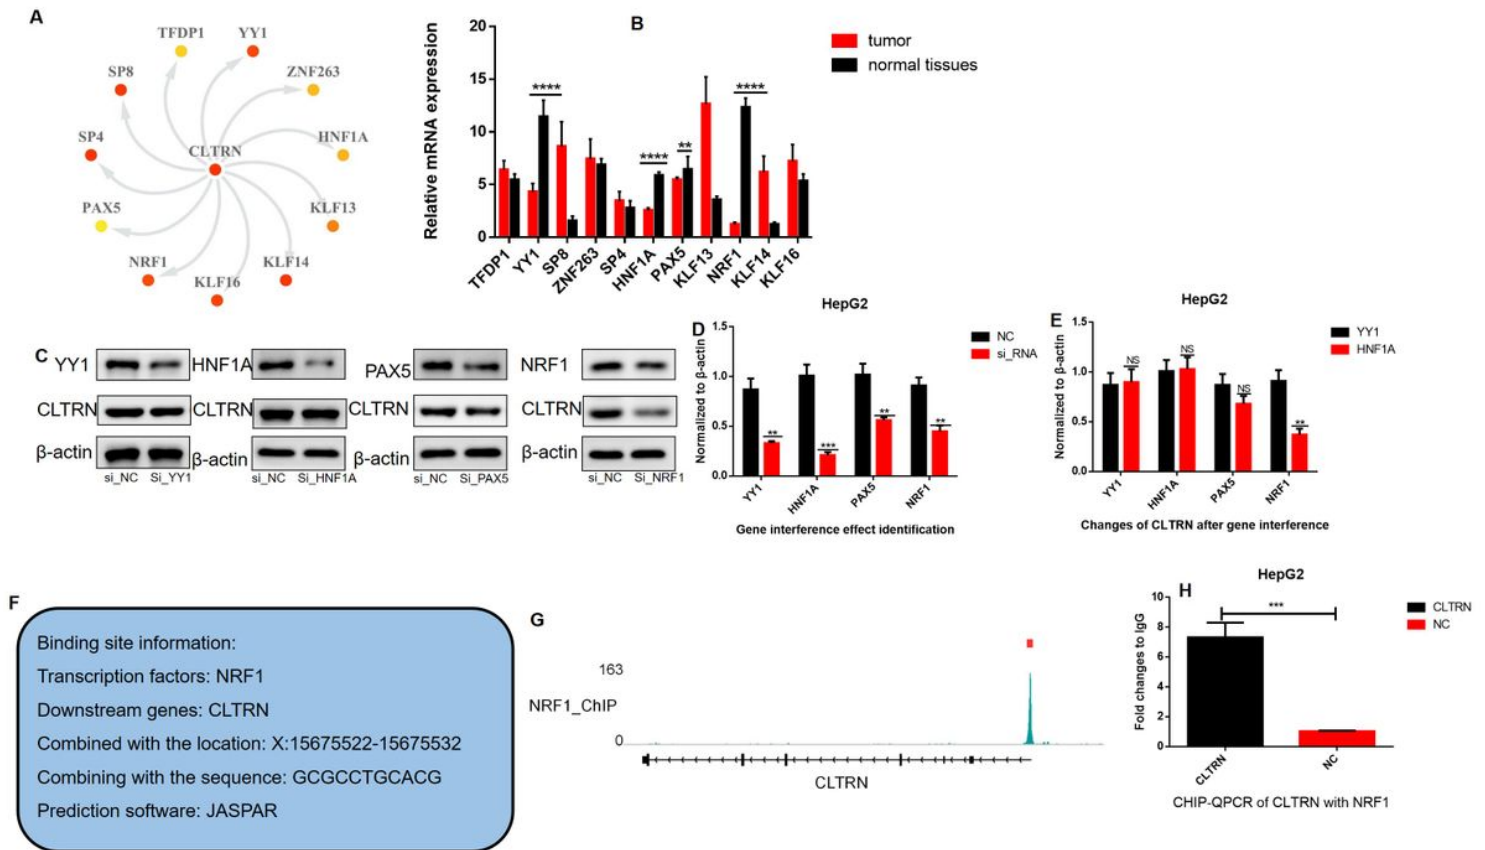 A
TFDP1
YY1
SP8
ZNF263
SP4
HNF1A
CLTRN
PAX5
KLF13
NRF1
KLF14
KLF16
B
Relative mRNA expression
20
15
10
5
0
****
****
**
****
TFDP1
YY1
SP8
ZNF263
SP4
HNF1A
PAX5
KLF13
NRF1
KLF14
KLF16
tumor
normal tissues
C
YY1
CLTRN
β-actin
si_NC Si_YY1
HNF1A
CLTRN
β-actin
si_NC Si_HNF1A
PAX5
CLTRN
β-actin
si_NC Si_PAX5
NRF1
CLTRN
β-actin
si_NC Si_NRF1
D
HepG2
Normalized to β-actin
1.5
1.0
0.5
0.0
**
***
**
**
YY1
HNF1A
PAX5
NRF1
Gene interference effect identification
NC
si_RNA
E
HepG2
Normalized to β-actin
1.5
1.0
0.5
0.0
NS
NS
NS
**
YY1
HNF1A
PAX5
NRF1
Changes of CLTRN after gene interference
YY1
HNF1A
F
Binding site information:
Transcription factors: NRF1
Downstream genes: CLTRN
Combined with the location: X:15675522-15675532
Combining with the sequence: GCGCCTGCACG
Prediction software: JASPAR
G
163
NRF1_ChIP
0
CLTRN
H
HepG2
Fold changes to IgG
10
8
6
4
2
0
***
CLTRN
NC
CHIP-QPCR of CLTRN with NRF1
CLTRN
NC